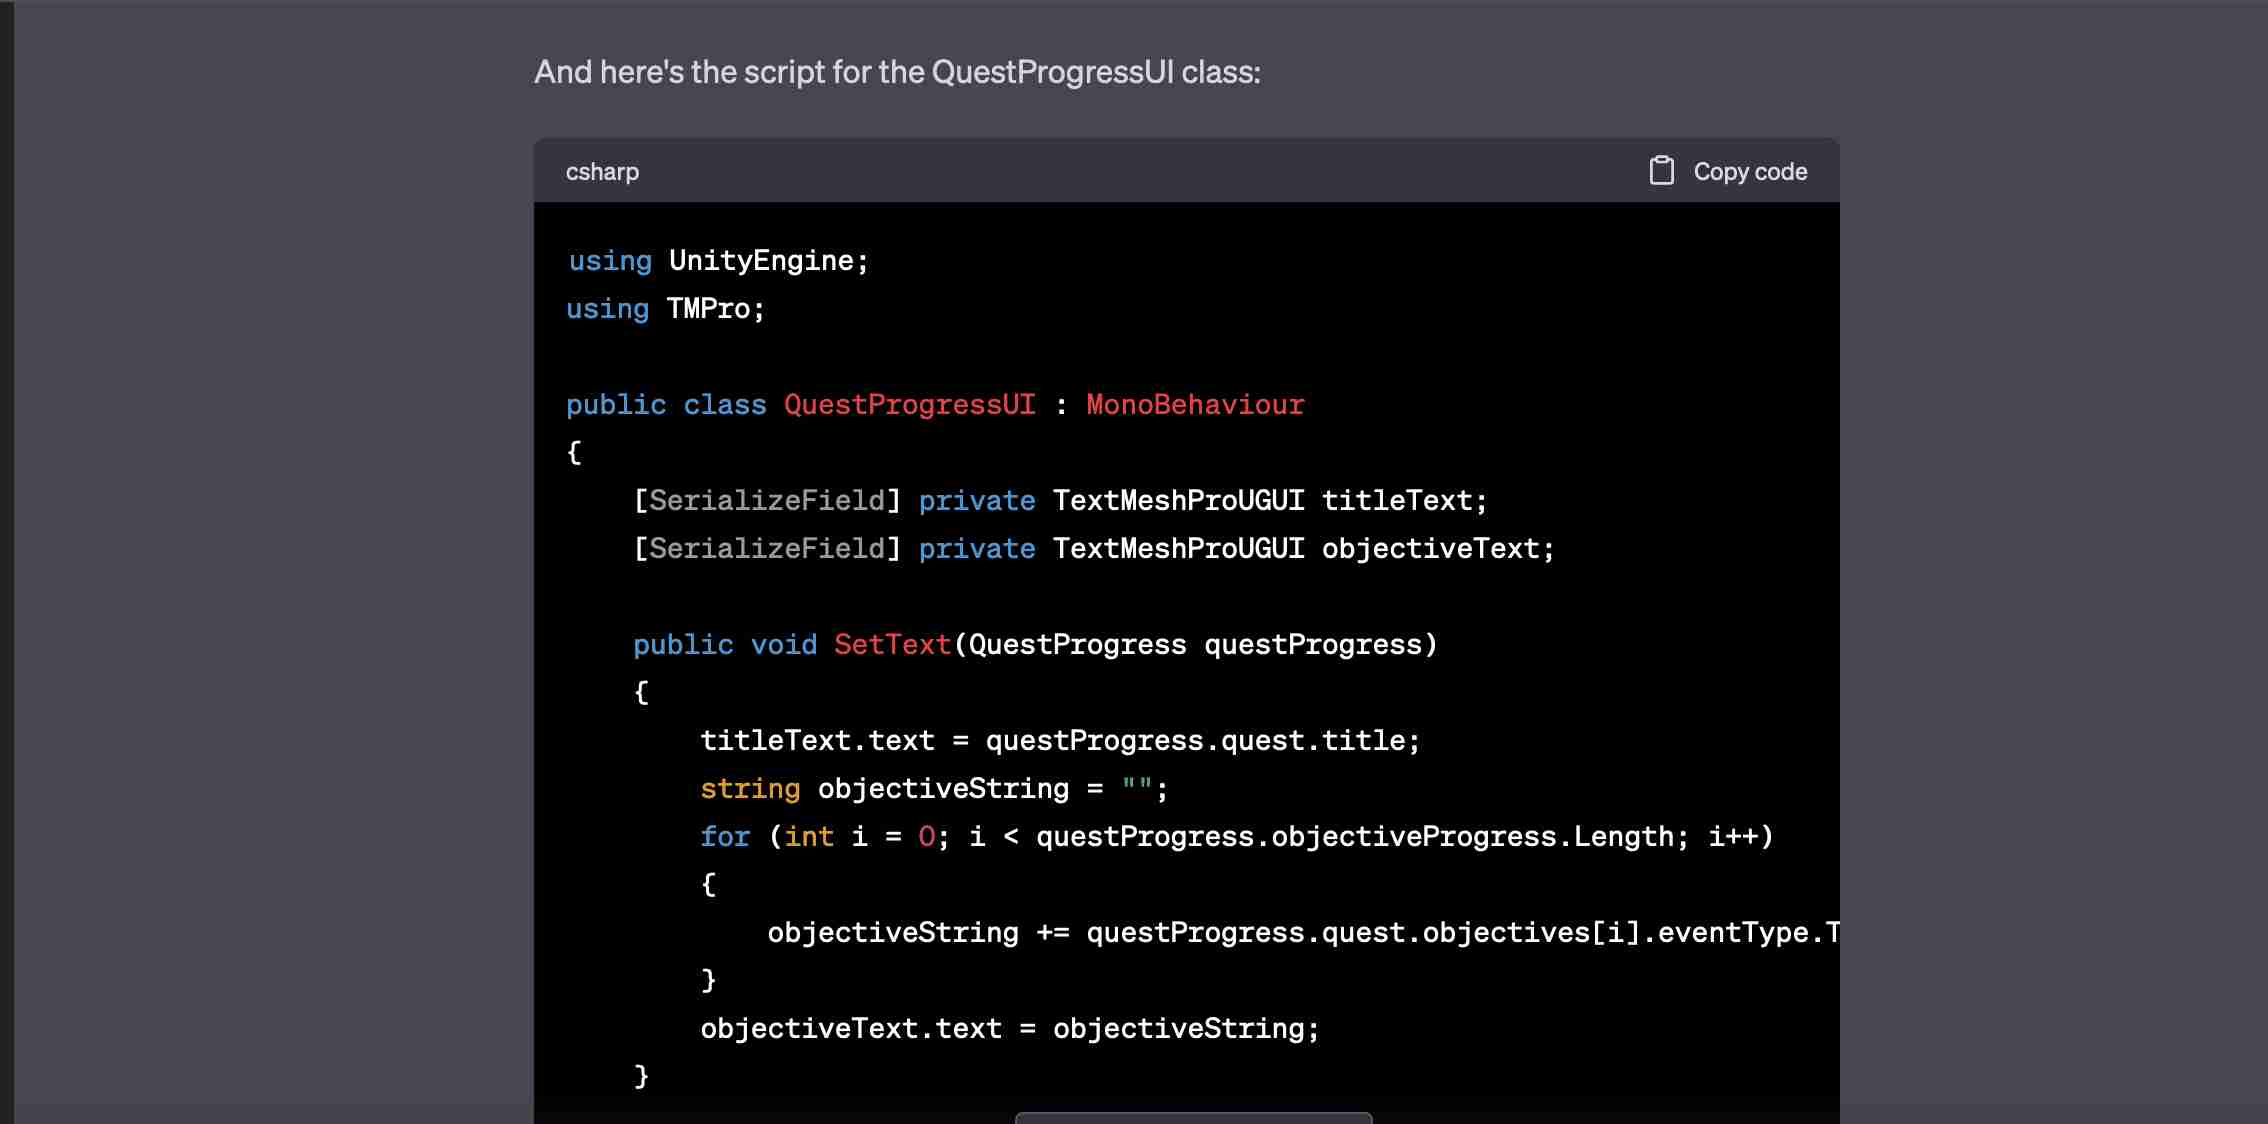 And here's the script for the QuestProgressUI class:
csharp
Copy code
using UnityEngine;
using TMPro;
public class QuestProgressUI : MonoBehaviour
{
[SerializeField] private TextMeshProUGUI titleText;
[SerializeField] private TextMeshProUGUI objectiveText;
public void SetText(QuestProgress questProgress)
{
titleText.text = questProgress.quest.title;
string objectiveString = "";
for (int i = 0; i < questProgress.objectiveProgress.Length; i++)
{
objectiveString += questProgress.quest.objectives[i].eventType.T
}
objectiveText.text = objectiveString;
}